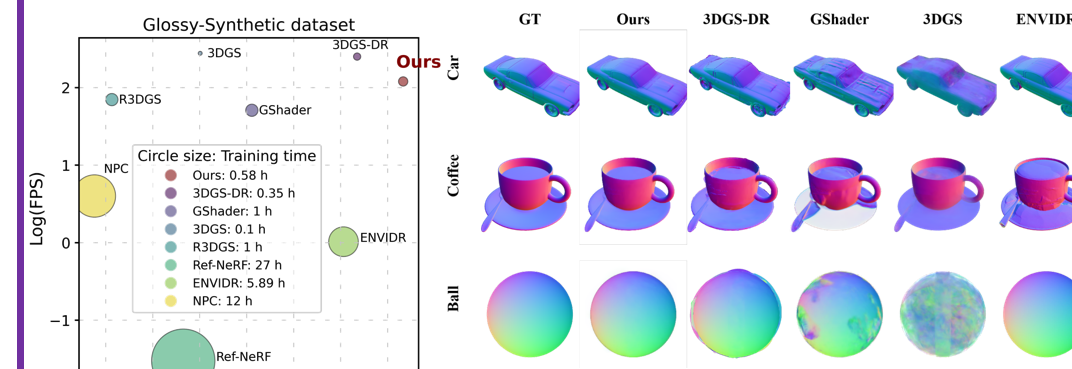 Glossy-Synthetic dataset
3DGS
3DGS-DR
Ours
R3DGS
GShader
NPC
ENVIDR
Ref-NeRF
Circle size: Training time
Ours: 0.58 h
3DGS-DR: 0.35 h
GShader: 1 h
3DGS: 0.1 h
R3DGS: 1 h
Ref-NeRF: 27 h
ENVIDR: 5.89 h
NPC: 12 h
Log(FPS)
2
1
0
−1
GT Ours 3DGS-DR GShader 3DGS ENVIDR
Car
Coffee
Ball